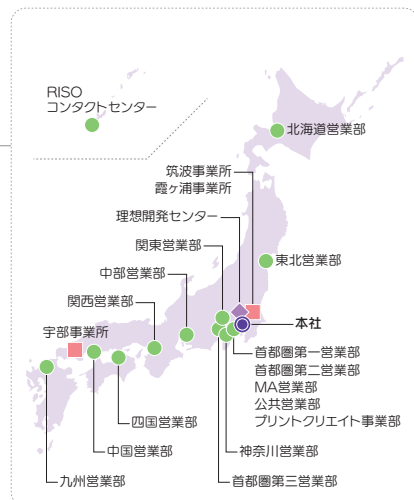 RISO
コンタクトセンター
北海道営業部
筑波事業所
霞ヶ浦事業所
理想開発センター
関東営業部
東北営業部
中部営業部
関西営業部
本社
宇部事業所
首都圏第一営業部
首都圏第二営業部
MA営業部
公共営業部
プリントクリエイト事業部
四国営業部
中国営業部
神奈川営業部
九州営業部
首都圏第三営業部